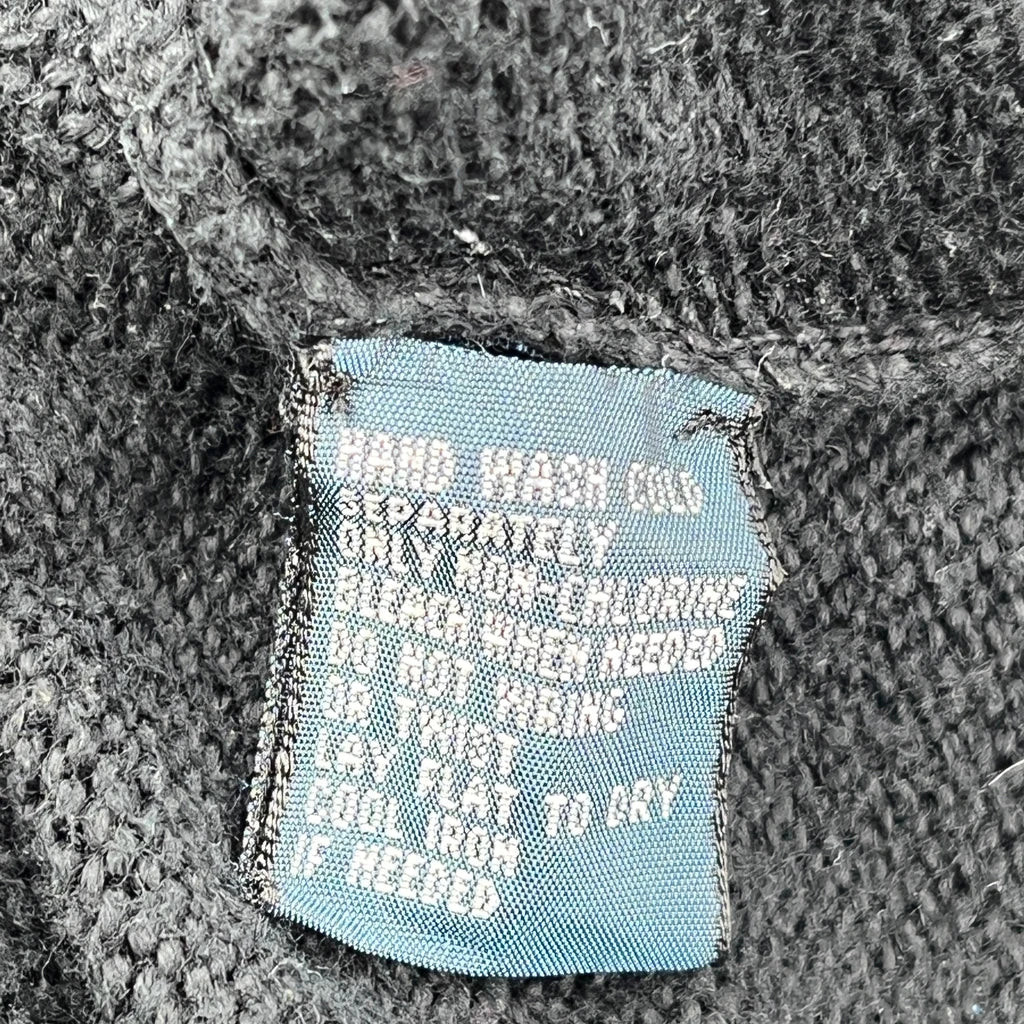 HAND WASH COLD
SEPARATELY
ONLY NON-CHLORINE
BLEACH WHEN NEEDED
DO NOT WRING
OR TWIST
LAY FLAT TO DRY
COOL IRON
IF NEEDED